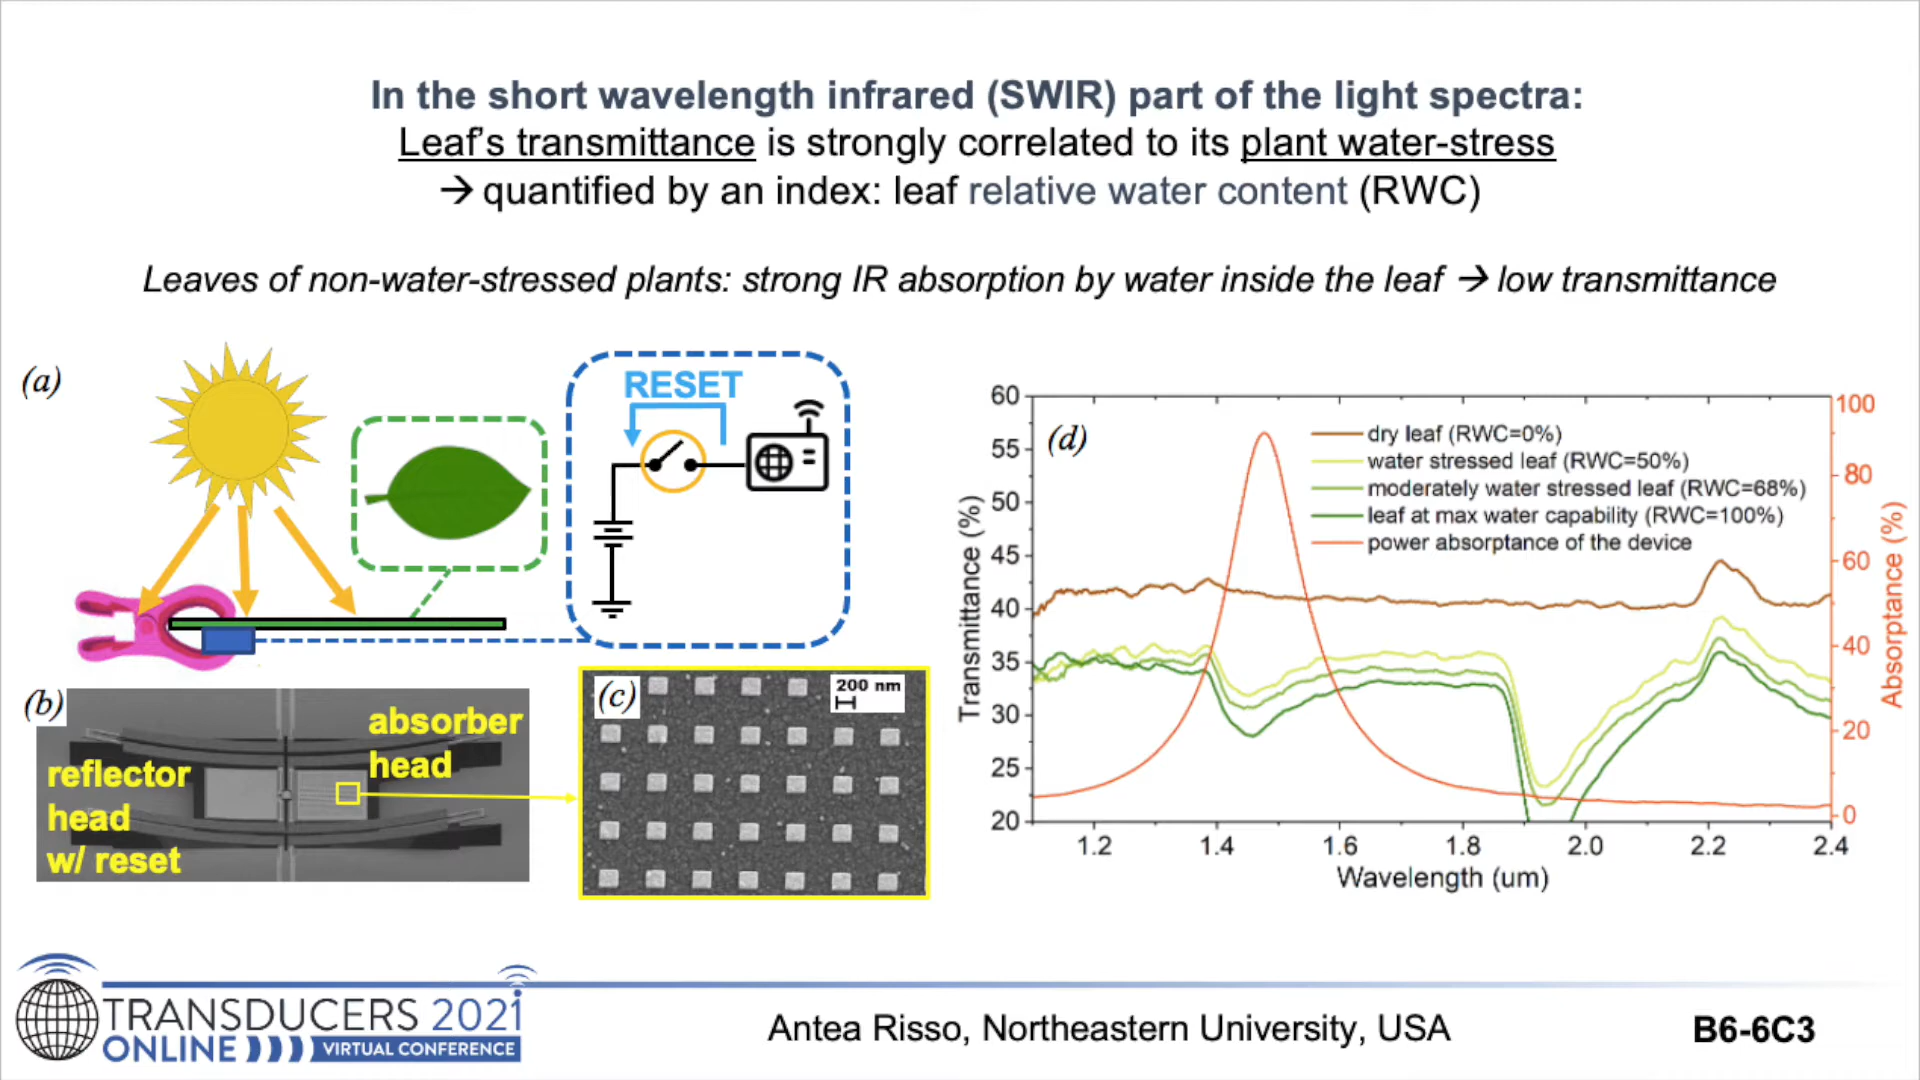 In the short wavelength infrared (SWIR) part of the light spectra:
Leaf's transmittance is strongly correlated to its plant water-stress
→ quantified by an index: leaf relative water content (RWC)
Leaves of non-water-stressed plants: strong IR absorption by water inside the leaf → low transmittance
(a)
RESET
(b)
absorber
head
reflector
head
w/ reset
(c)
200 nm
(d)
dry leaf (RWC=0%)
water stressed leaf (RWC=50%)
moderately water stressed leaf (RWC=68%)
leaf at max water capability (RWC=100%)
power absorptance of the device
Transmittance (%)
60
55
50
45
40
35
30
25
20
1.2 1.4 1.6 1.8 2.0 2.2 2.4
Wavelength (um)
100
80
60
40
20
0
Absorptance (%)
TRANSDUCERS 2021
ONLINE VIRTUAL CONFERENCE
Antea Risso, Northeastern University, USA
B6-6C3